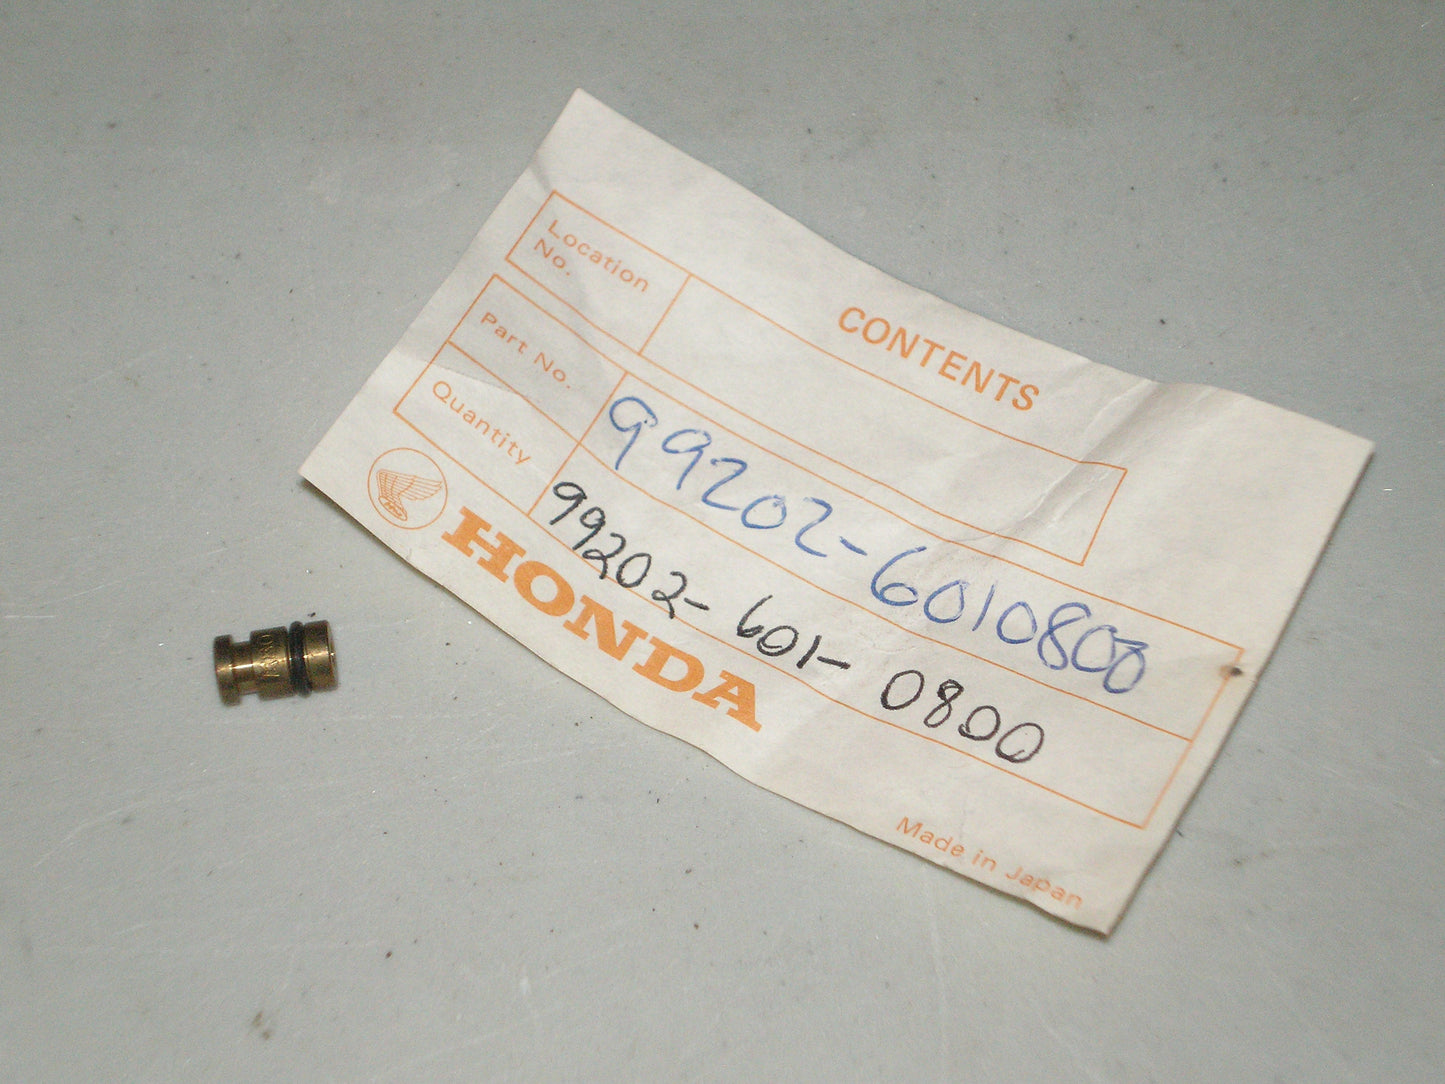 CONTENTS
Location
No.
Part No.
99202-6010800
Quantity
99202-601-0800
HONDA
Made in Japan